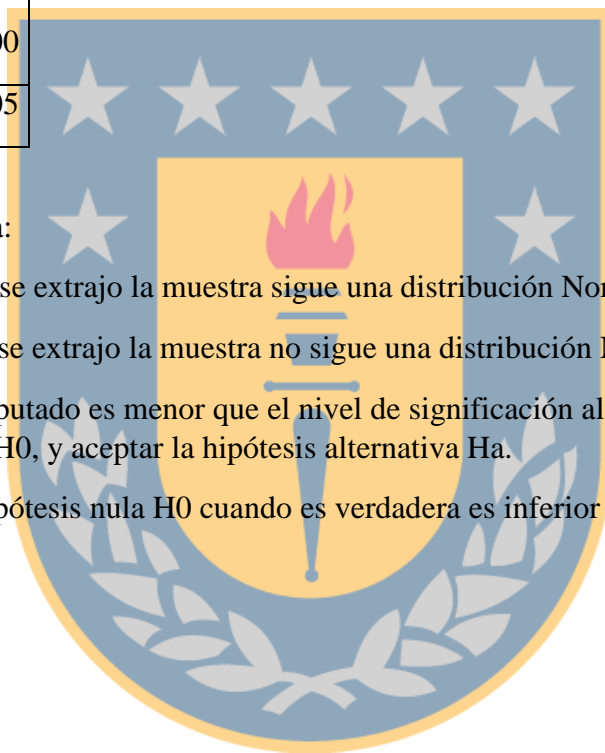 00
05
a:
se extrajo la muestra sigue una distribución Nor
se extrajo la muestra no sigue una distribución
putado es menor que el nivel de significación al
H0, y aceptar la hipótesis alternativa Ha.
pótesis nula H0 cuando es verdadera es inferior